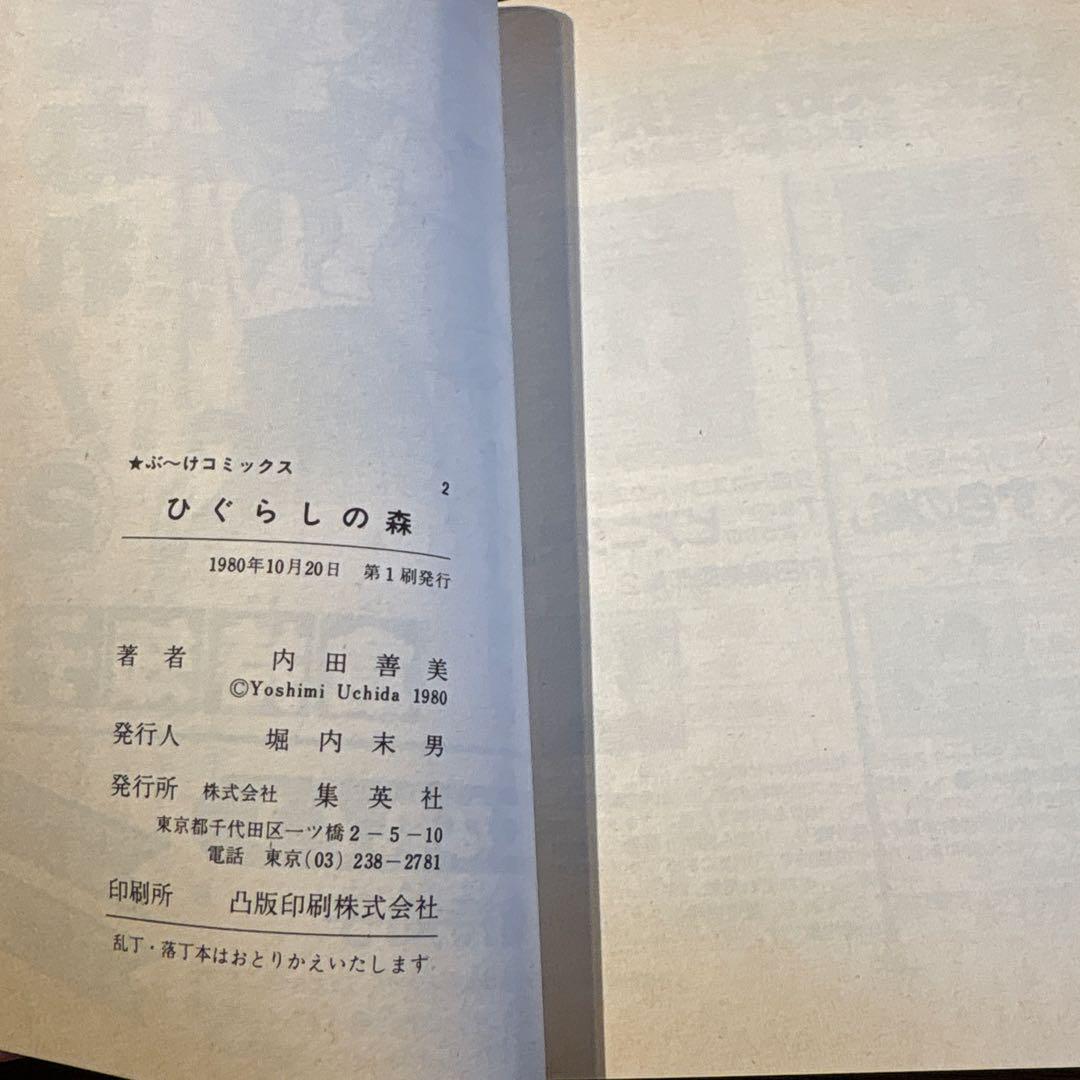 ★ぶ〜けコミックス
2
ひぐらしの森
1980年10月20日 第1刷発行
著者 内田善美
©Yoshimi Uchida 1980
発行人 堀内末男
発行所 株式会社 集英社
東京都千代田区一ツ橋2-5-10
電話 東京(03) 238-2781
印刷所 凸版印刷株式会社
乱丁・落丁本はおとりかえいたします